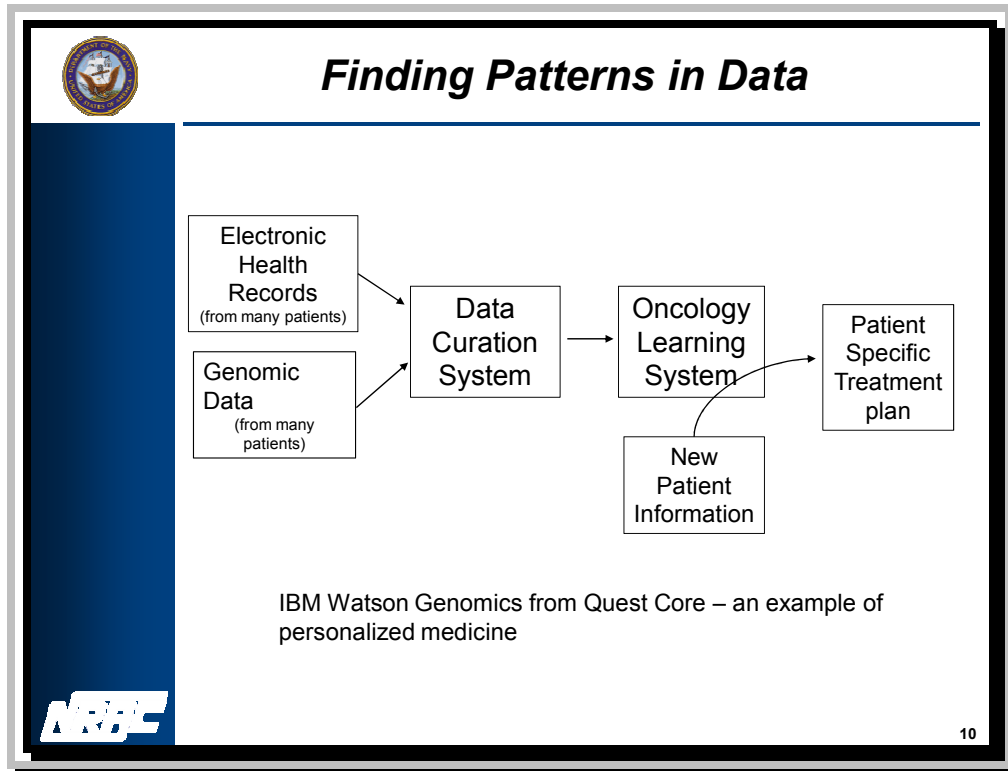 Finding Patterns in Data
Electronic
Health
Records
(from many patients)
Genomic
Data
(from many
patients)
Data
Curation
System
Oncology
Learning
System
Patient
Specific
Treatment
plan
New
Patient
Information
IBM Watson Genomics from Quest Core – an example of
personalized medicine
10